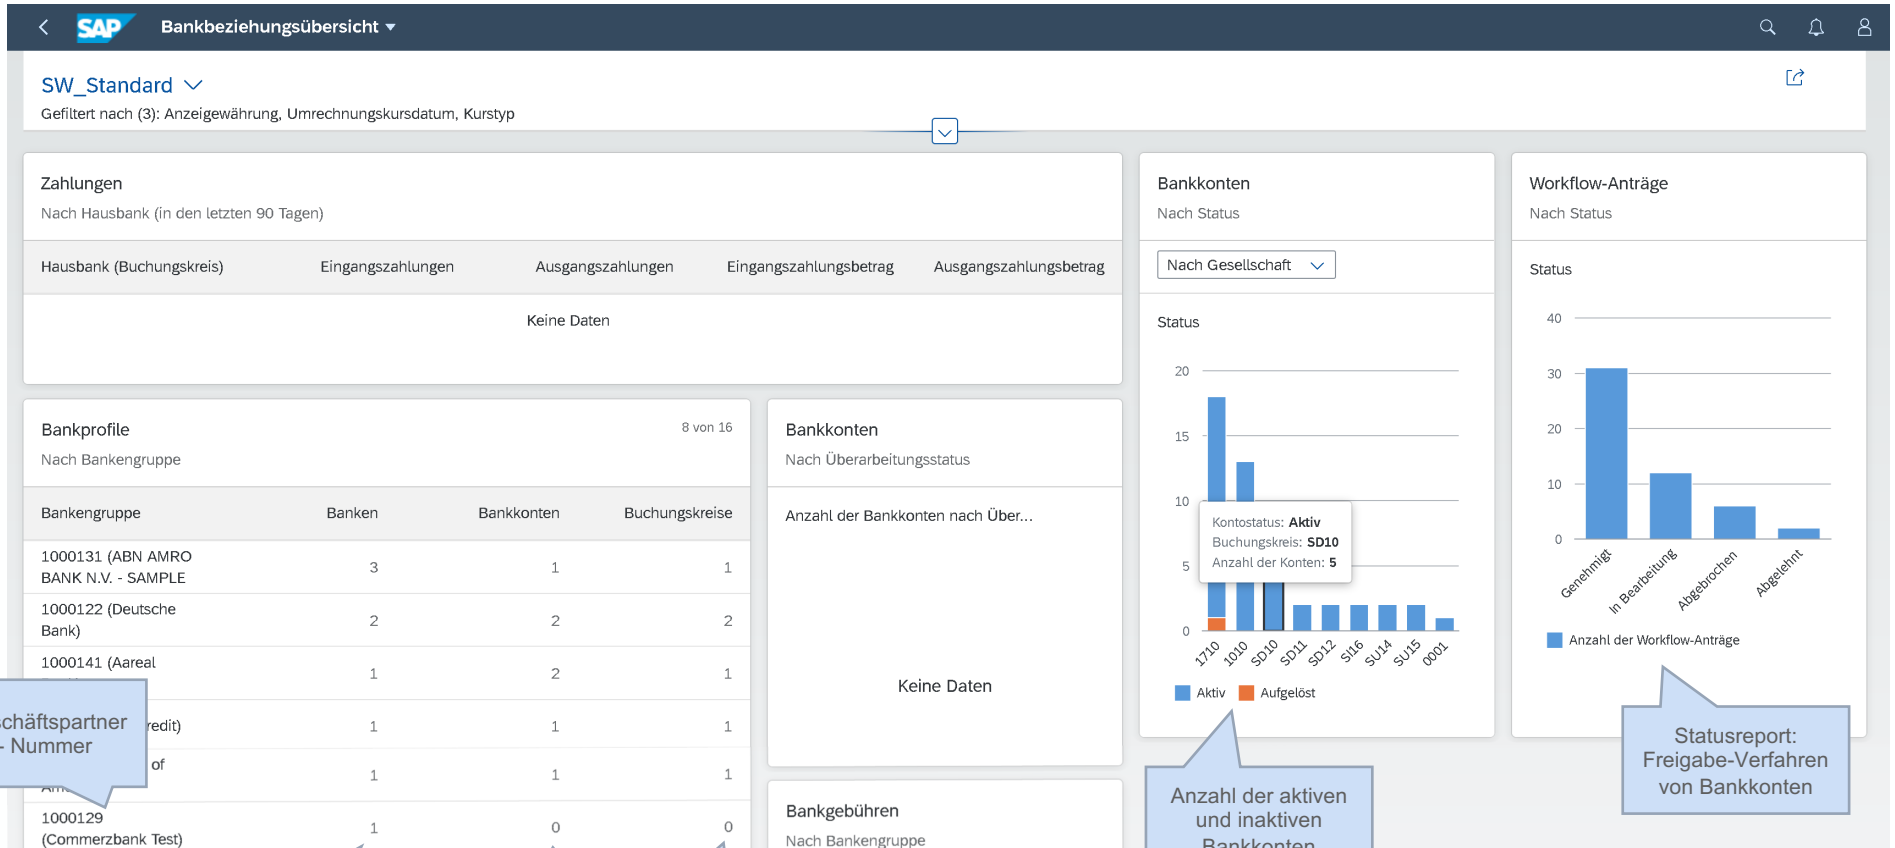 SAP Bankbeziehungsübersicht
SW_Standard
Gefiltert nach (3): Anzeigewährung, Umrechnungskursdatum, Kurstyp
Zahlungen
Nach Hausbank (in den letzten 90 Tagen)
Hausbank (Buchungskreis) Eingangszahlungen Ausgangszahlungen Eingangszahlungsbetrag Ausgangszahlungsbetrag
Keine Daten
Bankprofile 8 von 16
Nach Bankengruppe
Bankengruppe Banken Bankkonten Buchungskreise
1000131 (ABN AMRO
BANK N.V. - SAMPLE 3 1 1
1000122 (Deutsche
Bank) 2 2 2
1000141 (Aareal
1 2 1
redit) 1 1 1
of
1 1 1
1000129
(Commerzbank Test) 1 0 0
chäftspartner
- Nummer
Bankkonten
Nach Überarbeitungsstatus
Anzahl der Bankkonten nach Über...
Keine Daten
Bankgebühren
Nach Bankengruppe
Bankkonten
Nach Status
Nach Gesellschaft
Status
20
15
10
5
0
Kontostatus: Aktiv
Buchungskreis: SD10
Anzahl der Konten: 5
1710 1010 SD10 SD11 SD12 SI16 SU14 SU15 0001
Aktiv Aufgelöst
Anzahl der aktiven
und inaktiven
Bankkonten
Workflow-Anträge
Nach Status
Status
40
30
20
10
0
Genehmigt In Bearbeitung Abgebrochen Abgelehnt
Anzahl der Workflow-Anträge
Statusreport:
Freigabe-Verfahren
von Bankkonten